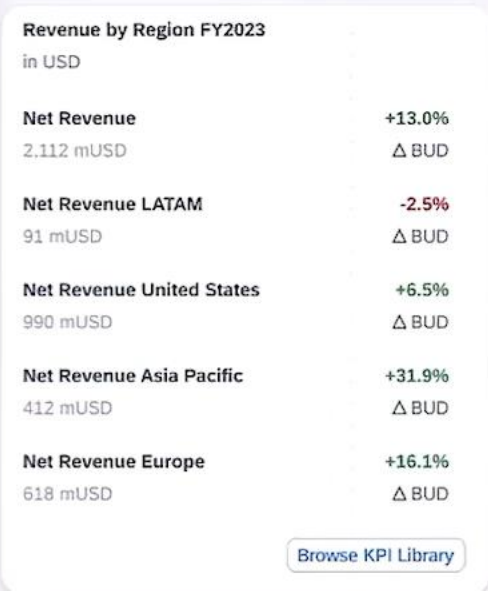 Revenue by Region FY2023
in USD
Net Revenue +13.0%
2.112 mUSD △ BUD
Net Revenue LATAM -2.5%
91 mUSD △ BUD
Net Revenue United States +6.5%
990 mUSD △ BUD
Net Revenue Asia Pacific +31.9%
412 mUSD △ BUD
Net Revenue Europe +16.1%
618 mUSD △ BUD
Browse KPI Library